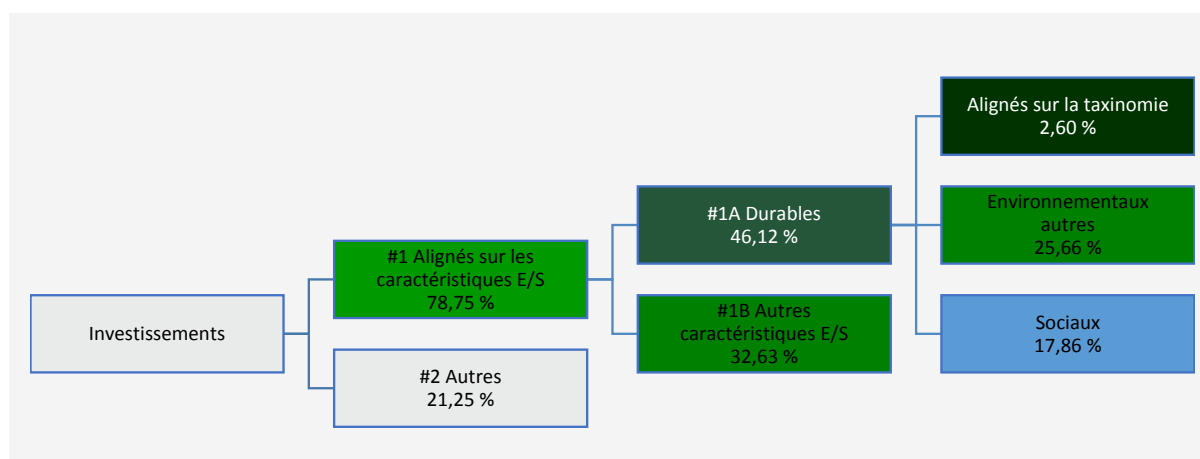 Investissements
#1 Alignés sur les
caractéristiques E/S
78,75 %
#2 Autres
21,25 %
#1A Durables
46,12 %
#1B Autres
caractéristiques E/S
32,63 %
Alignés sur la taxinomie
2,60 %
Environnementaux
autres
25,66 %
Sociaux
17,86 %